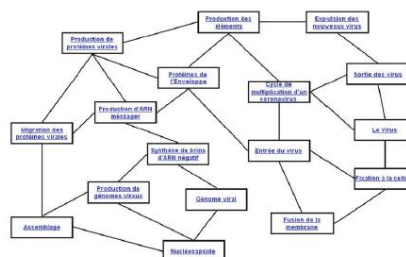 Production des
éléments
Expulsion des
nouveaux virus
Production de
protéines virales
Protéines de
l'Enveloppe
Cycle de
multiplication d'un
coronavirus
Sortie des virus
Production d'ARN
messager
Migration des
protéines virales
Le virus
Synthèse de brins
d'ARN négatif
Entrée du virus
Fixation à la cellule
Production de
génomes viraux
Génome viral
Assemblage
Fusion de la
membrane
Nucléocapside